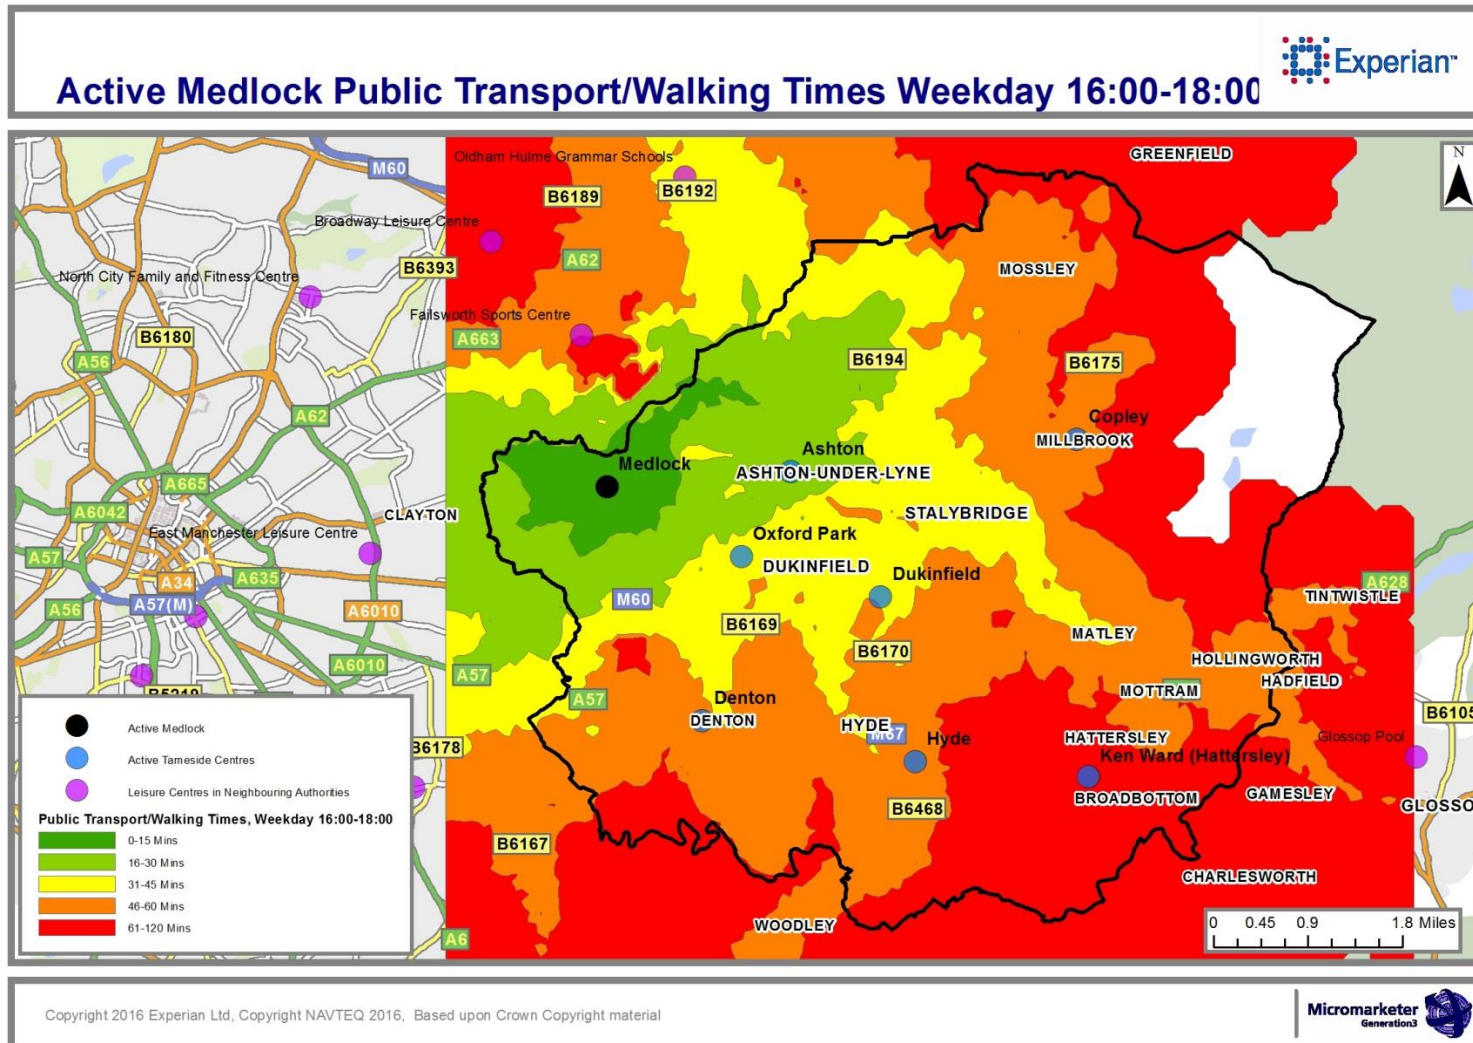 Active Medlock Public Transport/Walking Times Weekday 16:00-18:00
Experian™
GREENFIELD
N
Oldham Hulme Grammar Schools
M60
B6192
B6189
Broadway Leisure Centre
A62
B6393
MOSSLEY
North City Family and Fitness Centre
Failsworth Sports Centre
B6180
A663
A56
B6194
B6175
A62
Copley
MILLBROOK
Ashton
Medlock
ASHTON-UNDER-LYNE
A665
A6042
CLAYTON
STALYBRIDGE
East Manchester Leisure Centre
Oxford Park
A57
DUKINFIELD
Dukinfield
A34
A635
A628
TINTWISTLE
A56
A57(M)
A6010
M60
B6169
MATLEY
B6170
A6010
HOLLINGWORTH
A57
HADFIELD
B5219
A57
MOTTRAM
Denton
DENTON
B6105
HYDE
M67
Hyde
HATTERSLEY
Glossop Pool
B6178
Ken Ward (Hattersley)
BROADBOTTOM
GAMESLEY
GLOSSO
B6468
B6167
CHARLESWORTH
WOODLEY
A6
Active Medlock
Active Tameside Centres
Leisure Centres in Neighbouring Authorities
Public Transport/Walking Times, Weekday 16:00-18:00
0-15 Mins
16-30 Mins
31-45 Mins
46-60 Mins
61-120 Mins
0 0.45 0.9 1.8 Miles
Copyright 2016 Experian Ltd, Copyright NAVTEQ 2016, Based upon Crown Copyright material
Micromarketer
Generation3